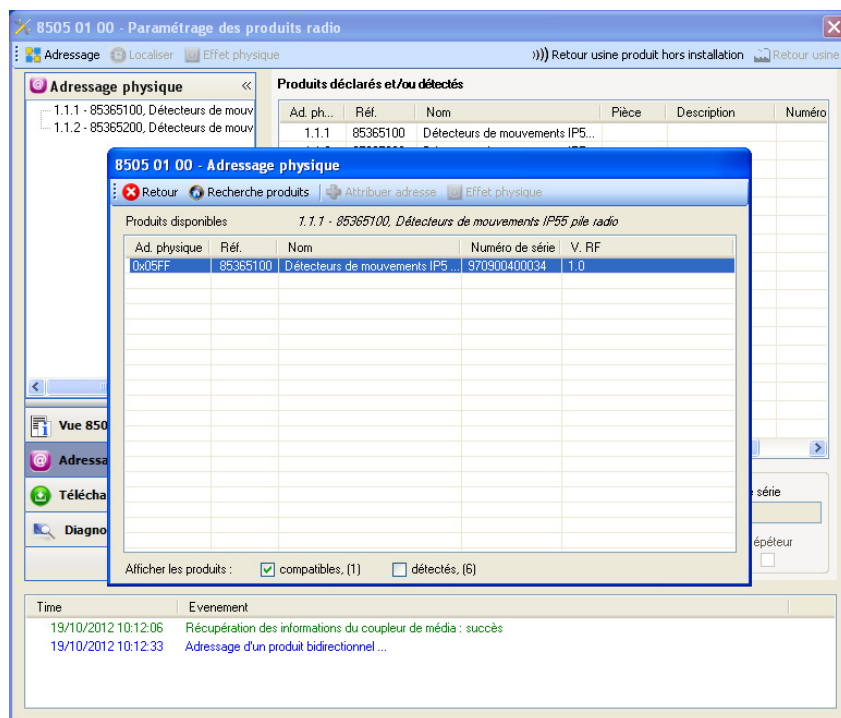 8505 01 00 - Paramétrage des produits radio
Adressage Localiser Effet physique Retour usine produit hors installation Retour usine
Adressage physique «
1.1.1 - 85365100, Détecteurs de mouv
1.1.2 - 85365200, Détecteurs de mouv
Produits déclarés et/ou détectés
Ad. ph... Réf. Nom Pièce Description Numéro
1.1.1 85365100 Détecteurs de mouvements IP5...
8505 01 00 - Adressage physique
Retour Recherche produits Attribuer adresse Effet physique
Produits disponibles 1.1.1 - 85365100, Détecteurs de mouvements IP55 pile radio
Ad. physique Réf. Nom Numéro de série V. RF
0x05FF 85365100 Détecteurs de mouvements IP5 ... 970900400034 1.0
Afficher les produits : compatibles, (1) détectés, (6)
Vue 850
Adressa
Télécha
Diagno
série
épéteur
Time Evenement
19/10/2012 10:12:06 Récupération des informations du coupleur de média : succès
19/10/2012 10:12:33 Adressage d'un produit bidirectionnel ...